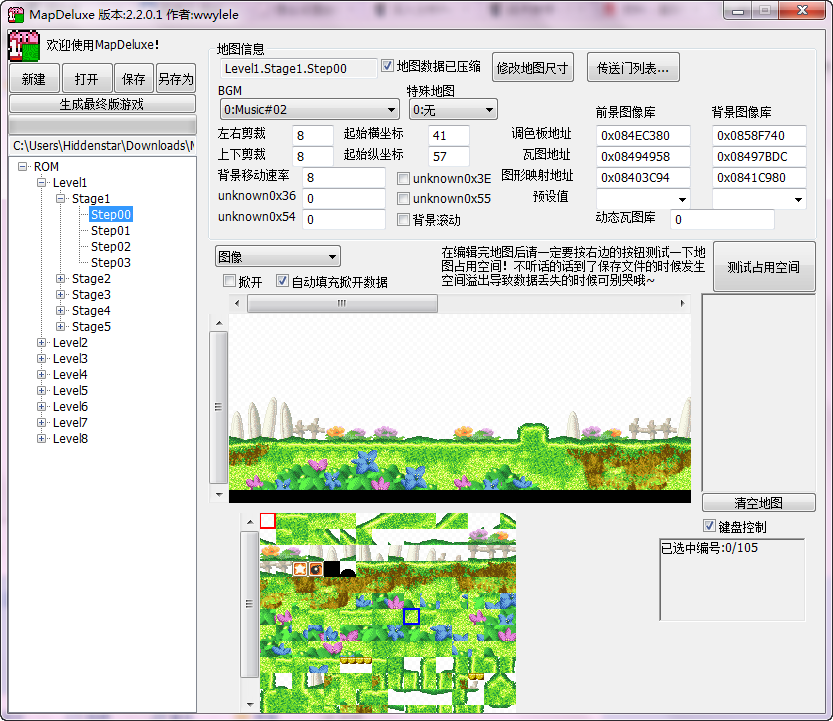 MapDeluxe 版本:2.2.0.1 作者:wwylele
欢迎使用MapDeluxe!
新建 打开 保存 另存为
生成最终版游戏
C:\Users\Hiddenstar\Downloads\
ROM
Level1
Stage1
Step00
Step01
Step02
Step03
Stage2
Stage3
Stage4
Stage5
Level2
Level3
Level4
Level5
Level6
Level7
Level8
地图信息
Level1.Stage1.Step00 地图数据已压缩 修改地图尺寸 传送门列表...
BGM 特殊地图
0:Music#02 0:无
前景图像库 背景图像库
左右剪裁 8 起始横坐标 41 调色板地址 0x084EC380 0x0858F740
上下剪裁 8 起始纵坐标 57 瓦图地址 0x08494958 0x08497BDC
背景移动速率 8 unknown0x3E 图形映射地址 0x08403C94 0x0841C980
unknown0x36 0 unknown0x55 预设值
unknown0x54 0 背景滚动 动态瓦图库 0
图像
掀开 自动填充掀开数据
在编辑完地图后请一定要按右边的按钮测试一下地
图占用空间！不听话的话到了保存文件的时候发生
空间溢出导致数据丢失的时候可别哭哦~
测试占用空间
清空地图
键盘控制
已选中编号:0/105